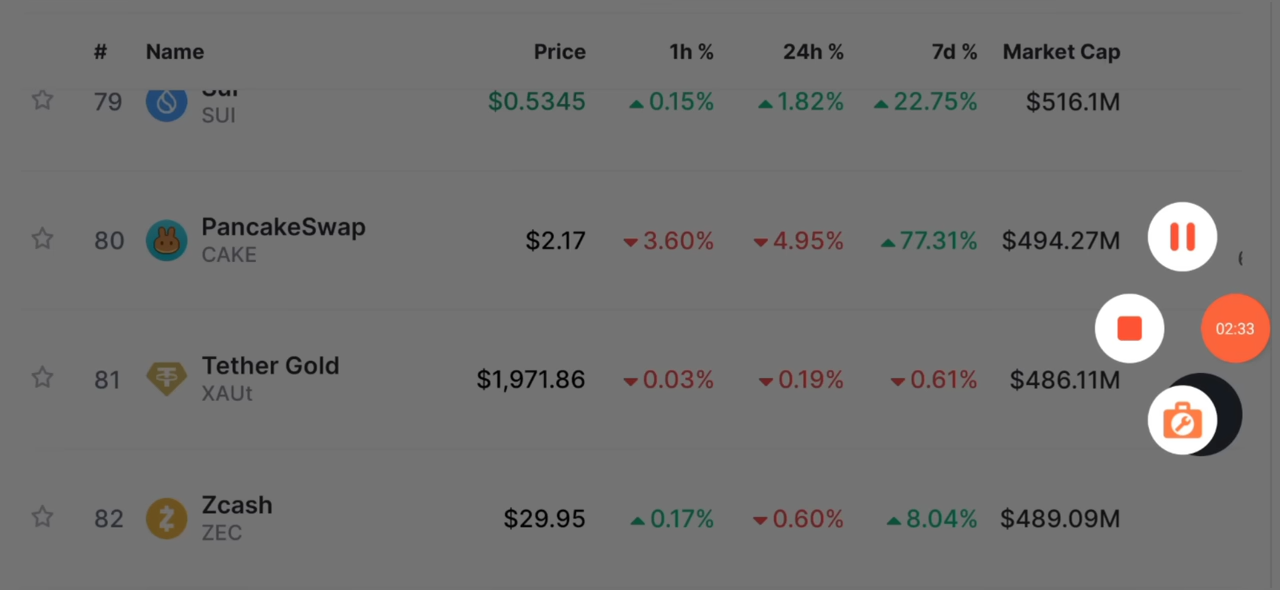 # Name Price 1h % 24h % 7d % Market Cap
79 Sui $0.5345 0.15% 1.82% 22.75% $516.1M
SUI
80 PancakeSwap $2.17 3.60% 4.95% 77.31% $494.27M
CAKE
81 Tether Gold $1,971.86 0.03% 0.19% 0.61% $486.11M
XAUt
02:33
82 Zcash $29.95 0.17% 0.60% 8.04% $489.09M
ZEC